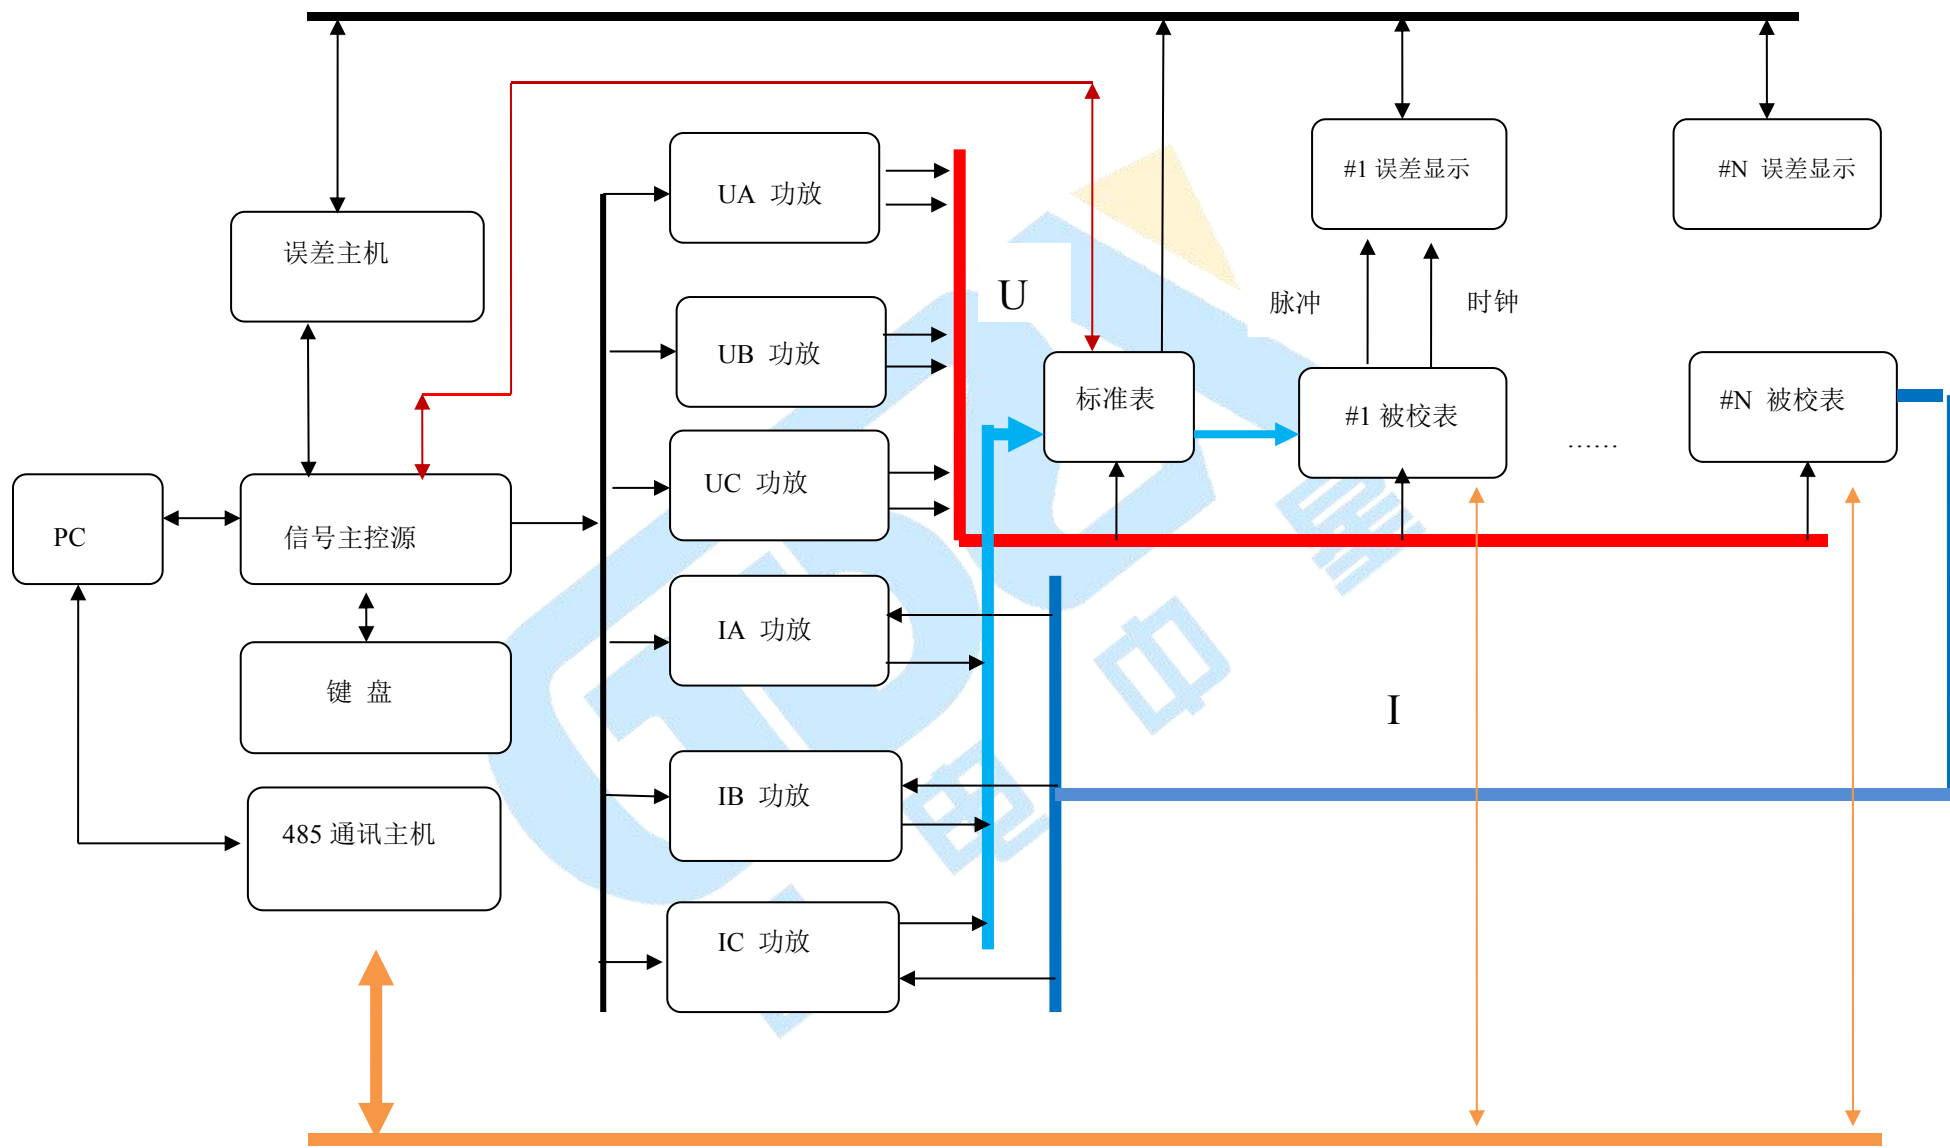 UA 功放
#1 误差显示
#N 误差显示
误差主机
U
脉冲
时钟
UB 功放
标准表
#1 被校表
……
#N 被校表
UC 功放
PC
信号主控源
IA 功放
键 盘
I
IB 功放
485 通讯主机
IC 功放